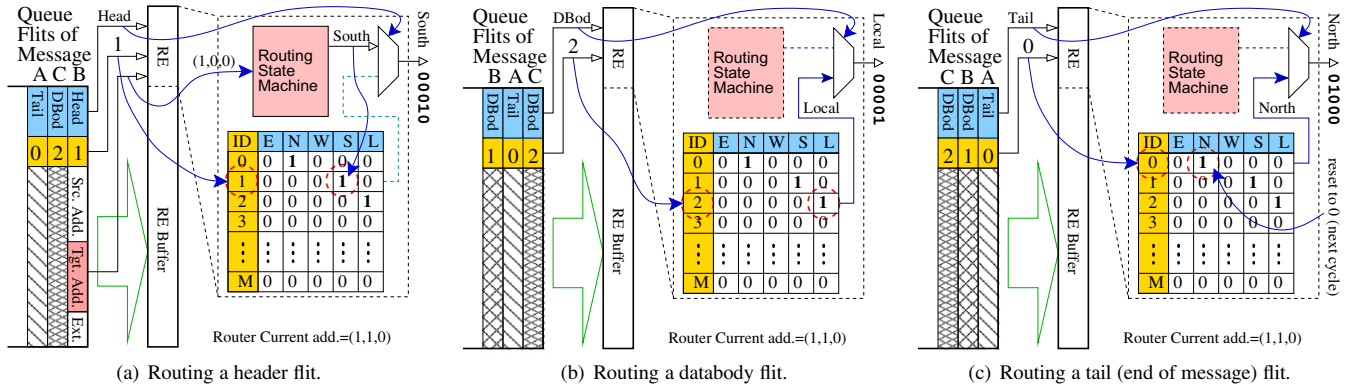 Queue
Flits of
Message
A C B
Head
1
RE
(1,0,0)
Routing
State
Machine
South
South
00010
Tail
DBod
Head
0 2 1
Src. Add.
Tgt. Add.
Ext.
RE Buffer
ID E N W S L
0 0 1 0 0 0
1 0 0 0 1 0
2 0 0 0 0 1
3 0 0 0 0 0
M 0 0 0 0 0
Router Current add.=(1,1,0)
(a) Routing a header flit.
Queue
Flits of
Message
B A C
DBod
2
RE
Routing
State
Machine
Local
Local
00001
DBod
Tail
DBod
1 0 2
RE Buffer
ID E N W S L
0 0 1 0 0 0
1 0 0 0 1 0
2 0 0 0 0 1
3 0 0 0 0 0
M 0 0 0 0 0
Router Current add.=(1,1,0)
(b) Routing a databody flit.
Queue
Flits of
Message
C B A
Tail
0
RE
Routing
State
Machine
North
North
01000
DBod
DBod
Tail
2 1 0
RE Buffer
ID E N W S L
0 0 1 0 0 0
1 0 0 0 1 0
2 0 0 0 0 1
3 0 0 0 0 0
M 0 0 0 0 0
reset to 0 (next cycle)
Router Current add.=(1,1,0)
(c) Routing a tail (end of message) flit.